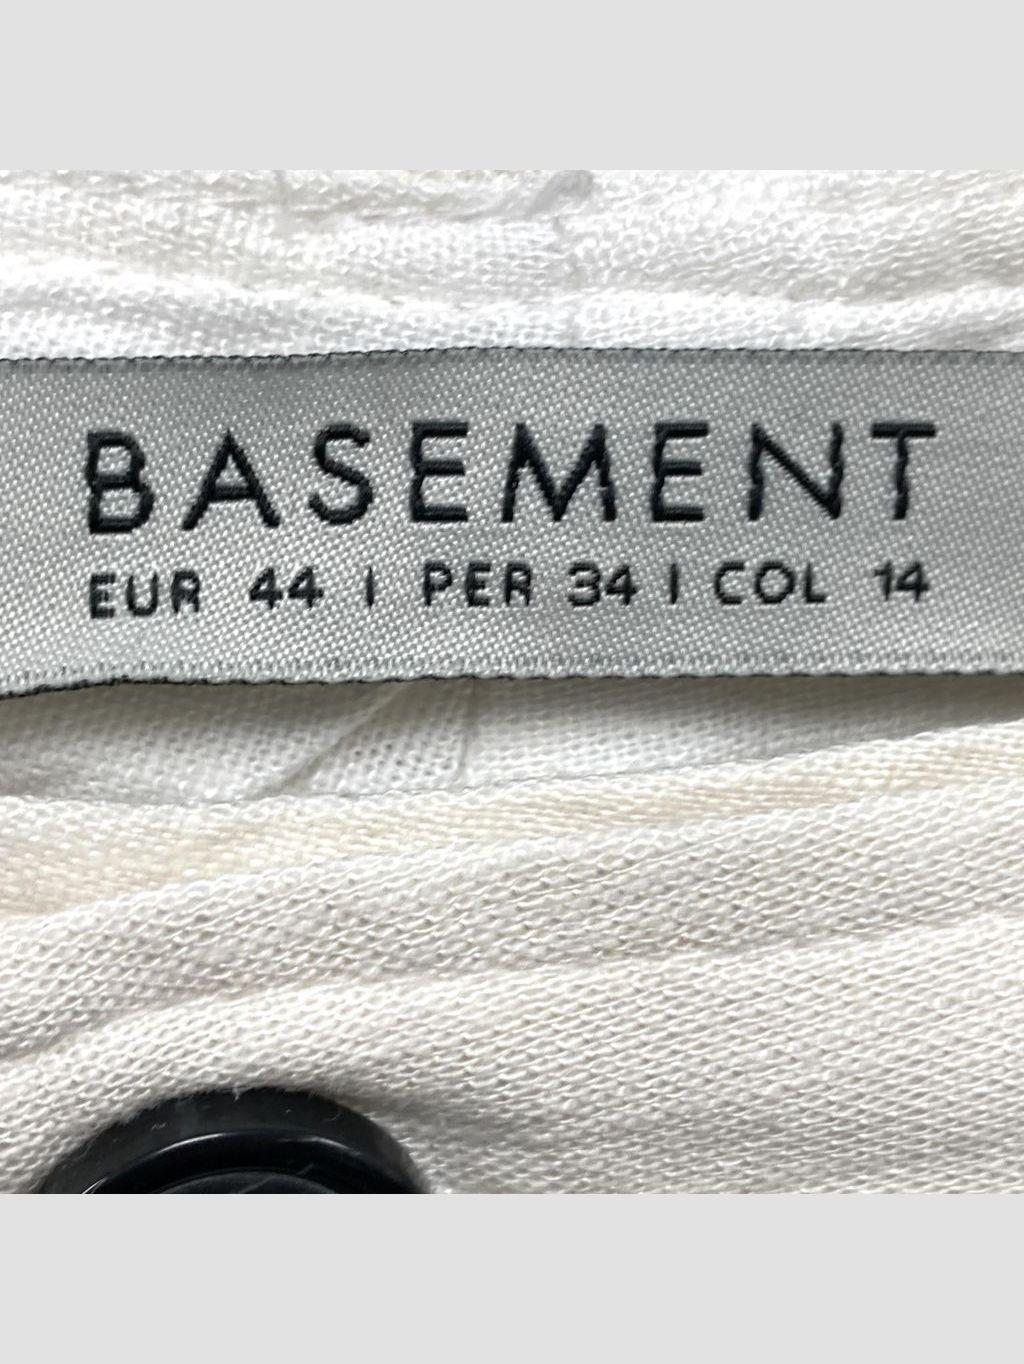 BASEMENT
EUR 44 | PER 34 | COL 14